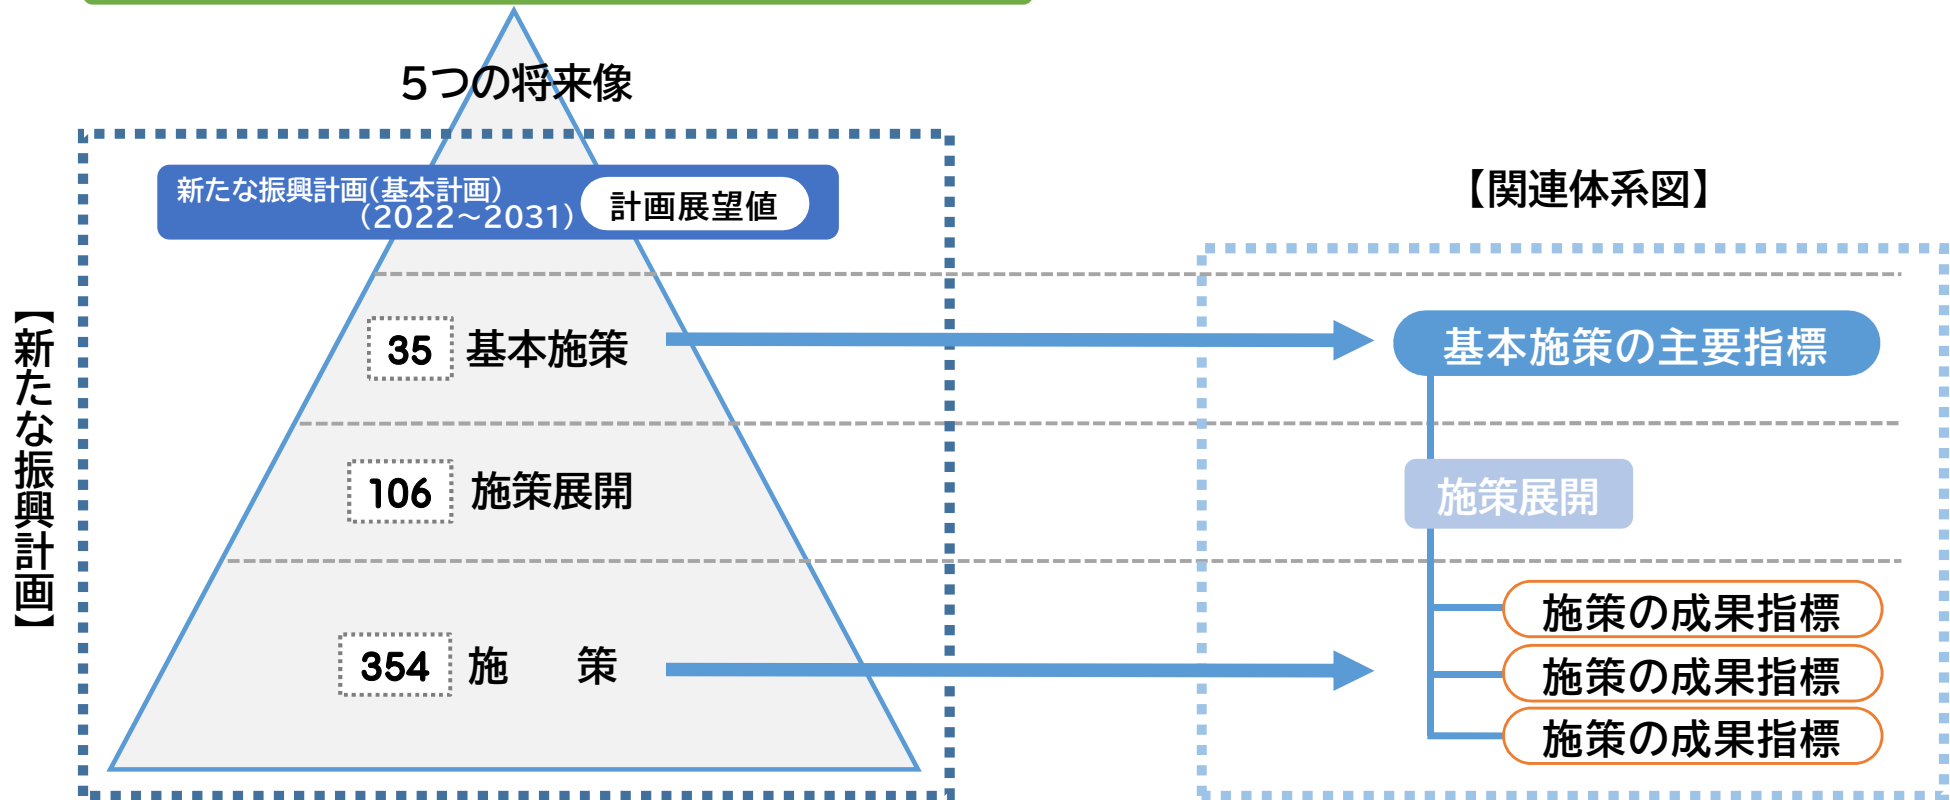 5つの将来像
新たな振興計画(基本計画)
(2022～2031)
計画展望値
【関連体系図】
【新たな振興計画】
35 基本施策
基本施策の主要指標
106 施策展開
施策展開
354 施　策
施策の成果指標
施策の成果指標
施策の成果指標